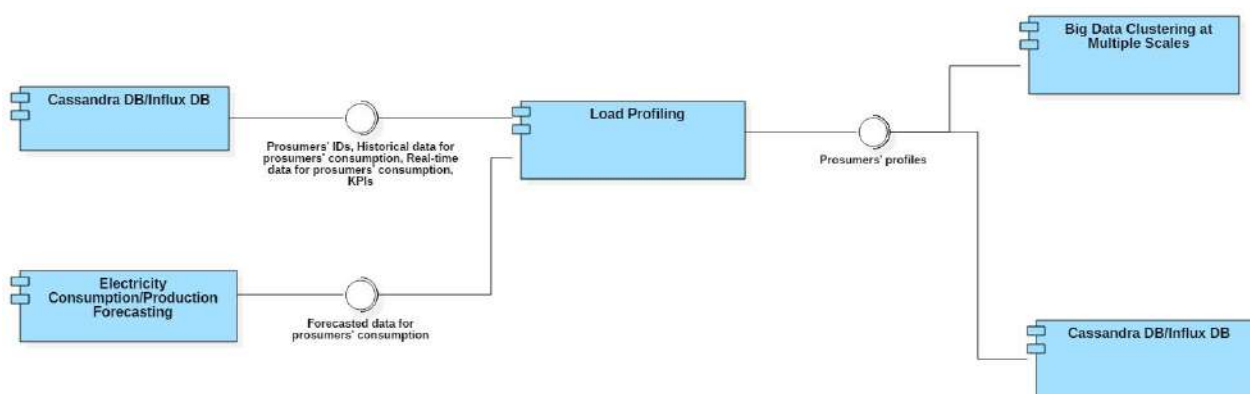 Big Data Clustering at
Multiple Scales
Cassandra DB/Influx DB
Load Profiling
Prosumers' IDs, Historical data for
prosumers' consumption, Real-time
data for prosumers' consumption,
KPIs
Prosumers' profiles
Electricity
Consumption/Production
Forecasting
Forecasted data for
prosumers' consumption
Cassandra DB/Influx DB